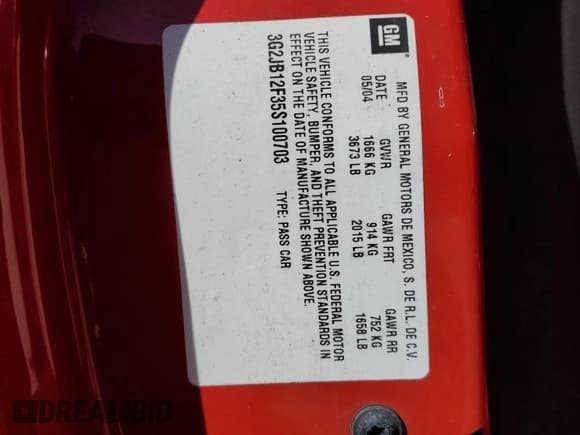 GM
MFD BY GENERAL MOTORS DE MEXICO, S. DE R.L. DE C.V.
DATE GVWR GAWR FRT GAWR RR
05/04 1666 KG 914 KG 752 KG
3673 LB 2015 LB 1658 LB
THIS VEHICLE CONFORMS TO ALL APPLICABLE U.S. FEDERAL MOTOR
VEHICLE SAFETY, BUMPER, AND THEFT PREVENTION STANDARDS IN
EFFECT ON THE DATE OF MANUFACTURE SHOWN ABOVE.
3G2JB12F35S100703 TYPE: PASS CAR
DREAMBID